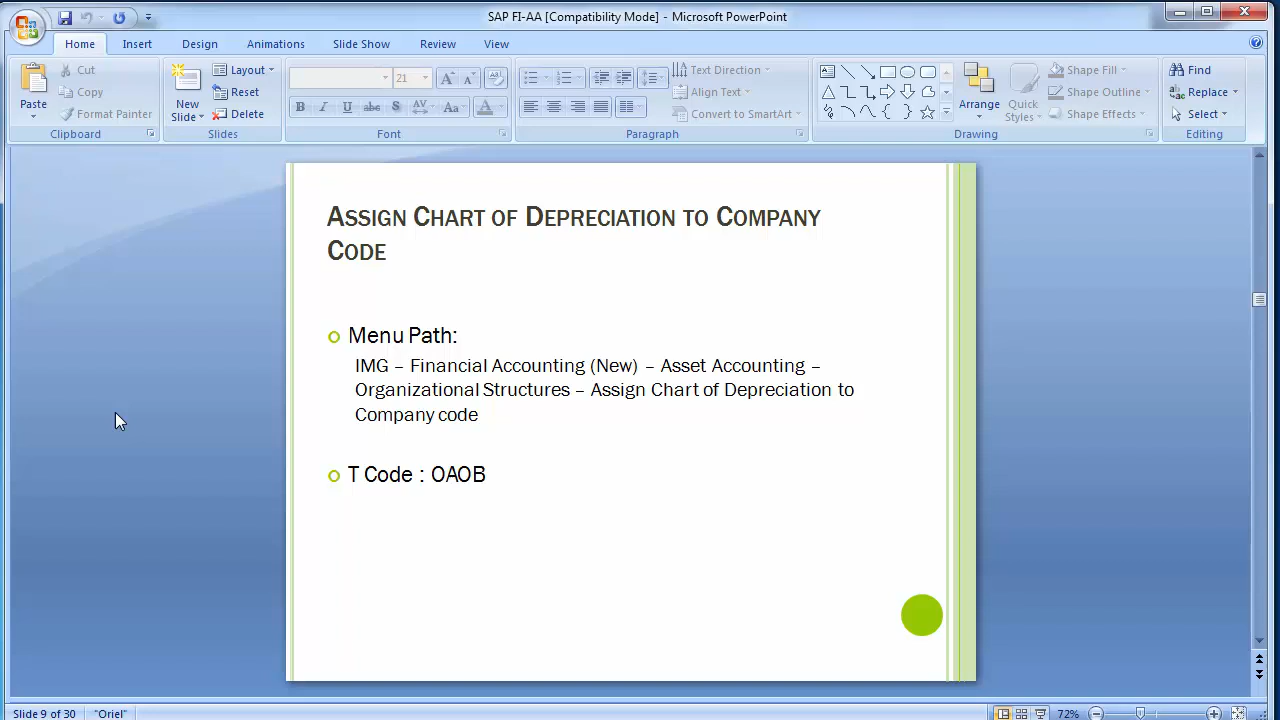 SAP FI-AA [Compatibility Mode] - Microsoft PowerPoint
Home Insert Design Animations Slide Show Review View
Paste Cut Copy Format Painter Clipboard
New Slide Layout Reset Delete Slides
21
B I U abc S AV Aa A Font
Text Direction Align Text Convert to SmartArt Paragraph
Arrange Quick Styles Shape Fill Shape Outline Shape Effects Drawing
Find Replace Select Editing
ASSIGN CHART OF DEPRECIATION TO COMPANY
CODE
Menu Path:
IMG – Financial Accounting (New) – Asset Accounting –
Organizational Structures – Assign Chart of Depreciation to
Company code
T Code : OAOB
Slide 9 of 30 "Oriel" 72%